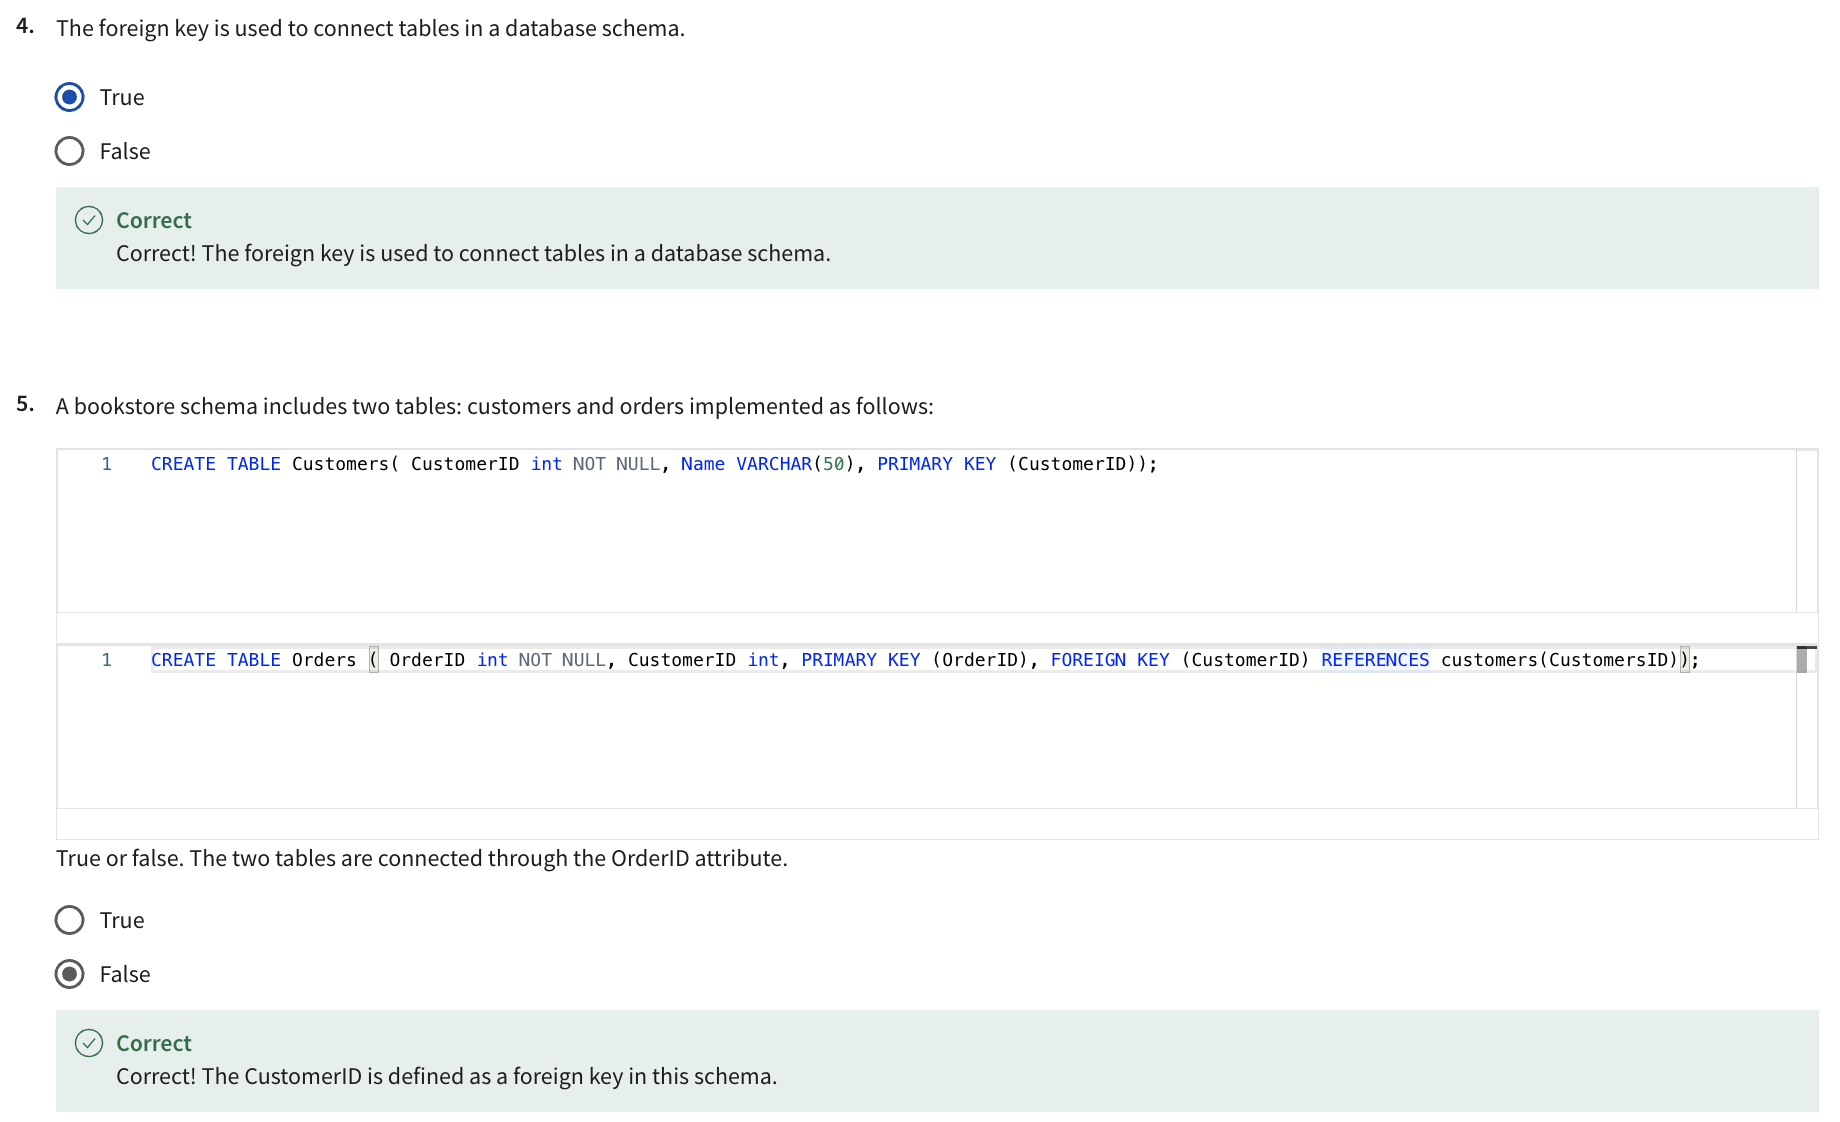 4. The foreign key is used to connect tables in a database schema.
True
False
Correct
Correct! The foreign key is used to connect tables in a database schema.
5. A bookstore schema includes two tables: customers and orders implemented as follows:
1 CREATE TABLE Customers( CustomerID int NOT NULL, Name VARCHAR(50), PRIMARY KEY (CustomerID));
1 CREATE TABLE Orders ( OrderID int NOT NULL, CustomerID int, PRIMARY KEY (OrderID), FOREIGN KEY (CustomerID) REFERENCES customers(CustomersID));
True or false. The two tables are connected through the OrderID attribute.
True
False
Correct
Correct! The CustomerID is defined as a foreign key in this schema.